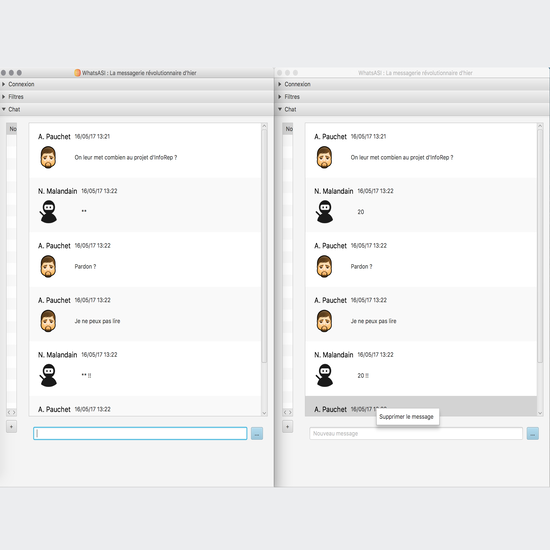 WhatsASI : La messagerie révolutionnaire d'hier
Connexion
Filtres
Chat
No
A. Pauchet 16/05/17 13:21
On leur met combien au projet d'InfoRep ?
N. Malandain 16/05/17 13:22
**
A. Pauchet 16/05/17 13:22
Pardon ?
A. Pauchet 16/05/17 13:22
Je ne peux pas lire
N. Malandain 16/05/17 13:22
** !!
A. Pauchet 16/05/17 13:22
+
...
WhatsASI : La messagerie révolutionnaire d'hier
Connexion
Filtres
Chat
No
A. Pauchet 16/05/17 13:21
On leur met combien au projet d'InfoRep ?
N. Malandain 16/05/17 13:22
20
A. Pauchet 16/05/17 13:22
Pardon ?
A. Pauchet 16/05/17 13:22
Je ne peux pas lire
N. Malandain 16/05/17 13:22
20 !!
A. Pauchet 16/05/17
Supprimer le message
+
Nouveau message
...